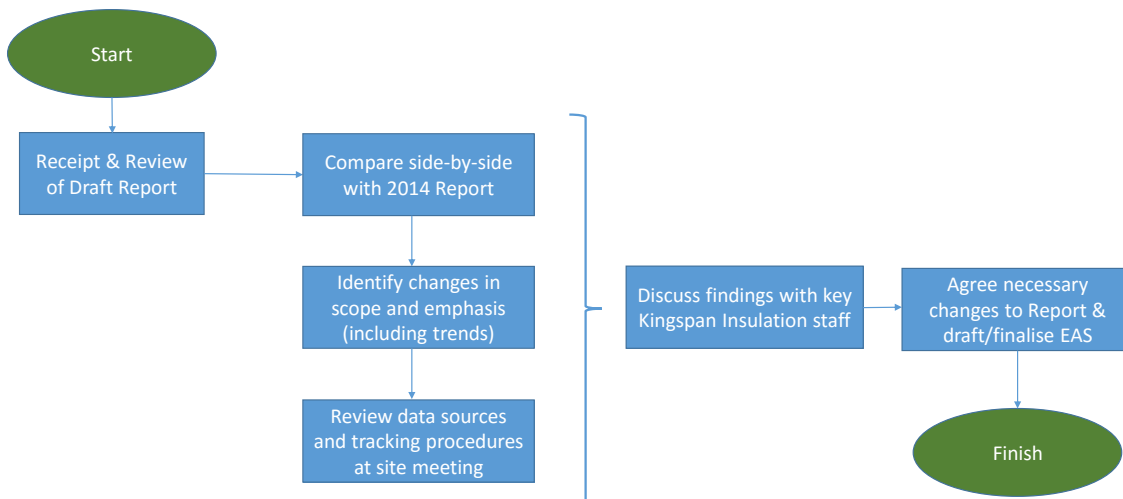 Start
Receipt & Review
of Draft Report
Compare side-by-side
with 2014 Report
Identify changes in
scope and emphasis
(including trends)
Review data sources
and tracking procedures
at site meeting
Discuss findings with key
Kingspan Insulation staff
Agree necessary
changes to Report &
draft/finalise EAS
Finish